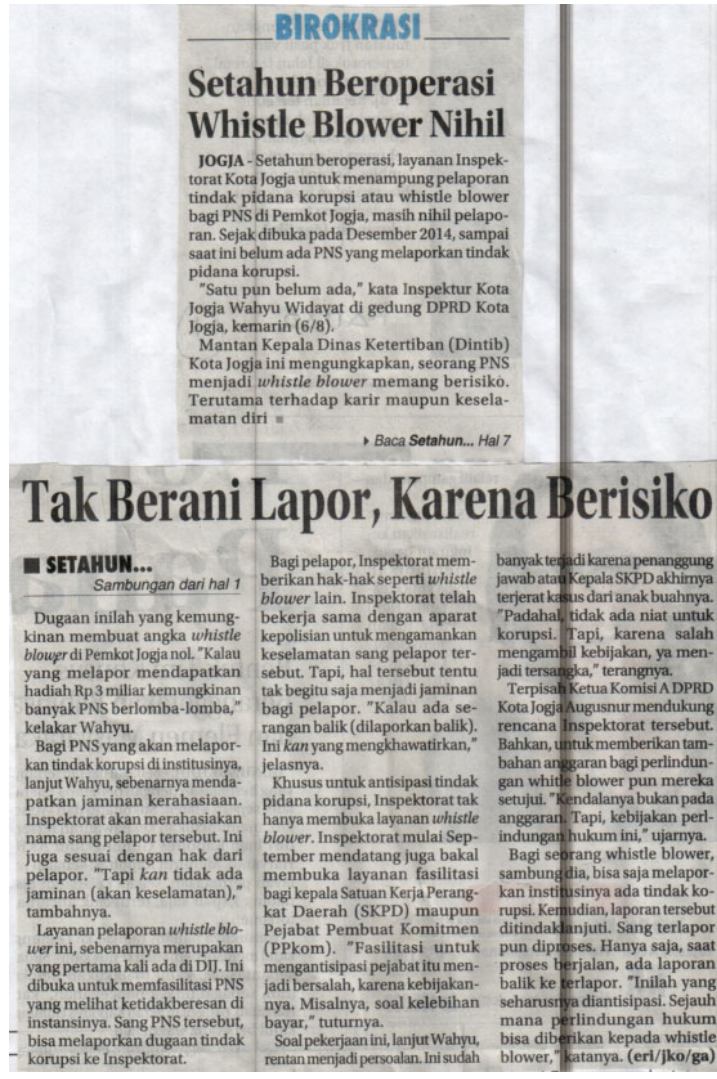 BIROKRASI
Setahun Beroperasi
Whistle Blower Nihil
JOGJA - Setahun beroperasi, layanan Inspek-
torat Kota Jogja untuk menampung pelaporan
tindak pidana korupsi atau whistle blower
bagi PNS di Pemkot Jogja, masih nihil pelapo-
ran. Sejak dibuka pada Desember 2014, sampai
saat ini belum ada PNS yang melaporkan tindak
pidana korupsi.
"Satu pun belum ada," kata Inspektur Kota
Jogja Wahyu Widayat di gedung DPRD Kota
Jogja, kemarin (6/8).
Mantan Kepala Dinas Ketertiban (Dintib)
Kota Jogja ini mengungkapkan, seorang PNS
menjadi whistle blower memang berisiko.
Terutama terhadap karir maupun kesela-
matan diri
Baca Setahun... Hal 7
Tak Berani Lapor, Karena Berisiko
SETAHUN...
Sambungan dari hal 1
Dugaan inilah yang kemung-
kinan membuat angka whistle
blower di Pemkot Jogja nol. "Kalau
yang melapor mendapatkan
hadiah Rp 3 miliar kemungkinan
banyak PNS berlomba-lomba,"
kelakar Wahyu.
Bagi PNS yang akan melapor-
kan tindak korupsi di institusinya,
lanjut Wahyu, sebenarnya menda-
patkan jaminan kerahasiaan.
Inspektorat akan merahasiakan
nama sang pelapor tersebut. Ini
juga sesuai dengan hak dari
pelapor. "Tapi kan tidak ada
jaminan (akan keselamatan),"
tambahnya.
Layanan pelaporan whistle blo-
wer ini, sebenarnya merupakan
yang pertama kali ada di DIJ. Ini
dibuka untuk memfasilitasi PNS
yang melihat ketidakberesan di
instansinya. Sang PNS tersebut,
bisa melaporkan dugaan tindak
korupsi ke Inspektorat.
Bagi pelapor, Inspektorat mem-
berikan hak-hak seperti whistle
blower lain. Inspektorat telah
bekerja sama dengan aparat
kepolisian untuk mengamankan
keselamatan sang pelapor ter-
sebut. Tapi, hal tersebut tentu
tak begitu saja menjadi jaminan
bagi pelapor. "Kalau ada se-
rangan balik (dilaporkan balik).
Ini kan yang mengkhawatirkan,"
jelasnya.
Khusus untuk antisipasi tindak
pidana korupsi, Inspektorat tak
hanya membuka layanan whistle
blower. Inspektorat mulai Sep-
tember mendatang juga bakal
membuka layanan fasilitasi
bagi kepala Satuan Kerja Perang-
kat Daerah (SKPD) maupun
Pejabat Pembuat Komitmen
(PPkom). "Fasilitasi untuk
mengantisipasi pejabat itu men-
jadi bersalah, karena kebijakan-
nya. Misalnya, soal kelebihan
bayar," tuturnya.
Soal pekerjaan ini, lanjut Wahyu,
rentan menjadi persoalan. Ini sudah
banyak terjadi karena penanggung
jawab atau Kepala SKPD akhirnya
terjerat kasus dari anak buahnya.
"Padahal, tidak ada niat untuk
korupsi. Tapi, karena salah
mengambil kebijakan, ya men-
jadi tersangka," terangnya.
Terpisah Ketua Komisi A DPRD
Kota Jogja Augusnur mendukung
rencana Inspektorat tersebut.
Bahkan, untuk memberikan tam-
bahan anggaran bagi perlindun-
gan whitle blower pun mereka
setujui. "Kendalanya bukan pada
anggaran. Tapi, kebijakan perl-
indungan hukum ini," ujarnya.
Bagi seorang whistle blower,
sambung dia, bisa saja melapor-
kan institusinya ada tindak ko-
rupsi. Kemudian, laporan tersebut
ditindaklanjuti. Sang terlapor
pun diproses. Hanya saja, saat
proses berjalan, ada laporan
balik ke terlapor. "Inilah yang
seharusnya diantisipasi. Sejauh
mana perlindungan hukum
bisa diberikan kepada whistle
blower," katanya. (eri/jko/ga)